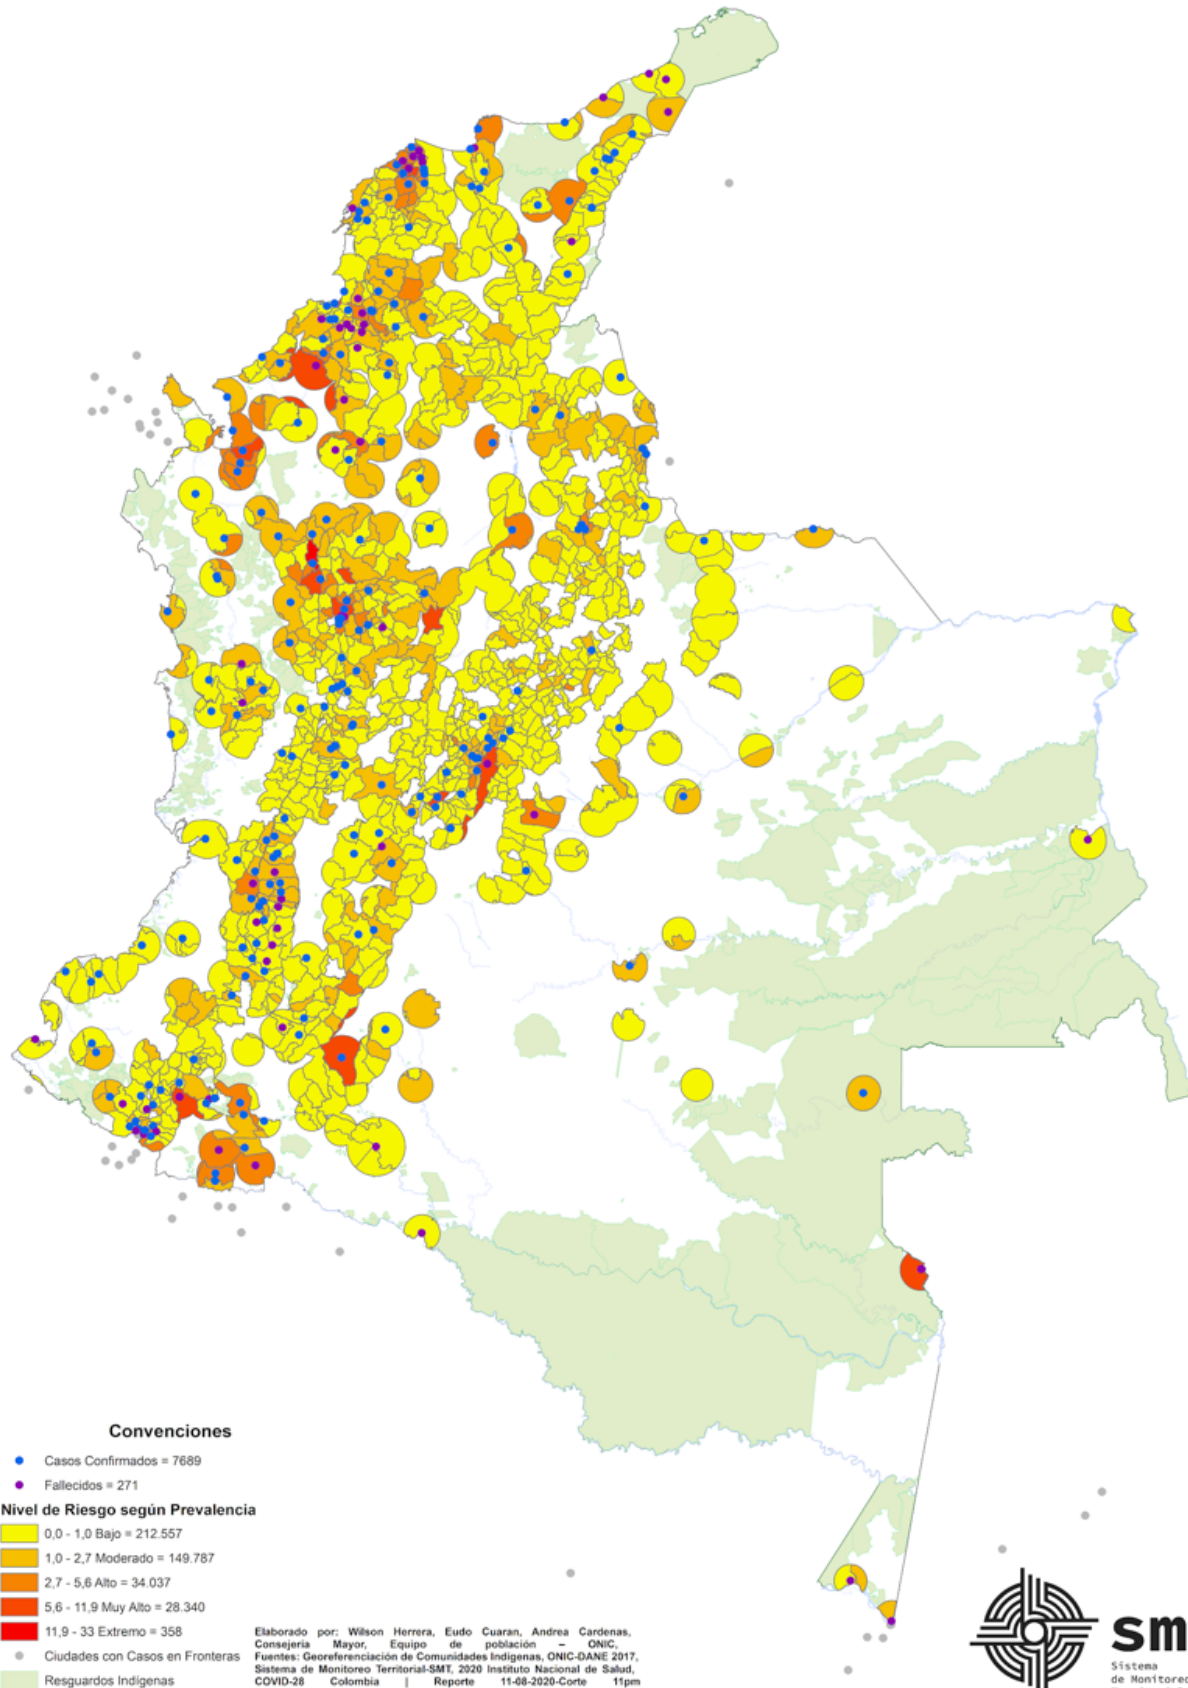 Convenciones
Casos Confirmados = 7689
Fallecidos = 271
Nivel de Riesgo según Prevalencia
0,0 - 1,0 Bajo = 212.557
1,0 - 2,7 Moderado = 149.787
2,7 - 5,6 Alto = 34.037
5,6 - 11,9 Muy Alto = 28.340
11,9 - 33 Extremo = 358
Ciudades con Casos en Fronteras
Resguardos Indígenas
Elaborado por: Wilson Herrera, Eudo Cuaran, Andrea Cardenas,
Consejeria Mayor, Equipo de población – ONIC,
Fuentes: Georeferenciación de Comunidades Indigenas, ONIC-DANE 2017,
Sistema de Monitoreo Territorial-SMT, 2020 Instituto Nacional de Salud,
COVID-28 Colombia | Reporte 11-08-2020-Corte 11pm
sm
Sistema
de Monitoreo